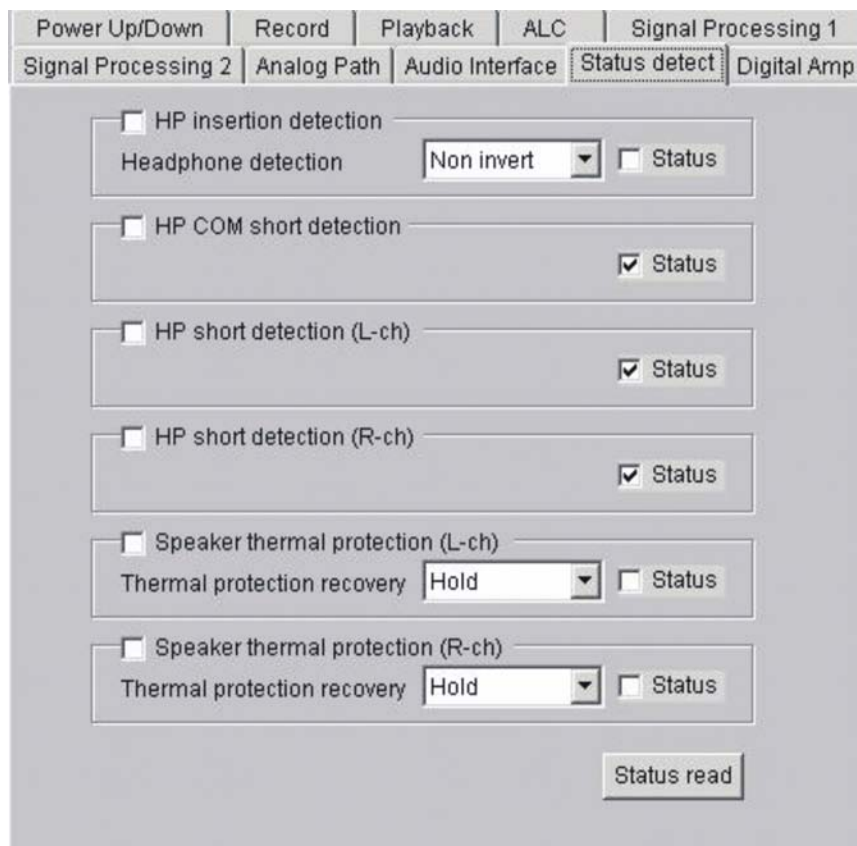 Power Up/Down Record Playback ALC Signal Processing 1
Signal Processing 2 Analog Path Audio Interface Status detect Digital Amp
HP insertion detection
Headphone detection Non invert Status
HP COM short detection
Status
HP short detection (L-ch)
Status
HP short detection (R-ch)
Status
Speaker thermal protection (L-ch)
Thermal protection recovery Hold Status
Speaker thermal protection (R-ch)
Thermal protection recovery Hold Status
Status read